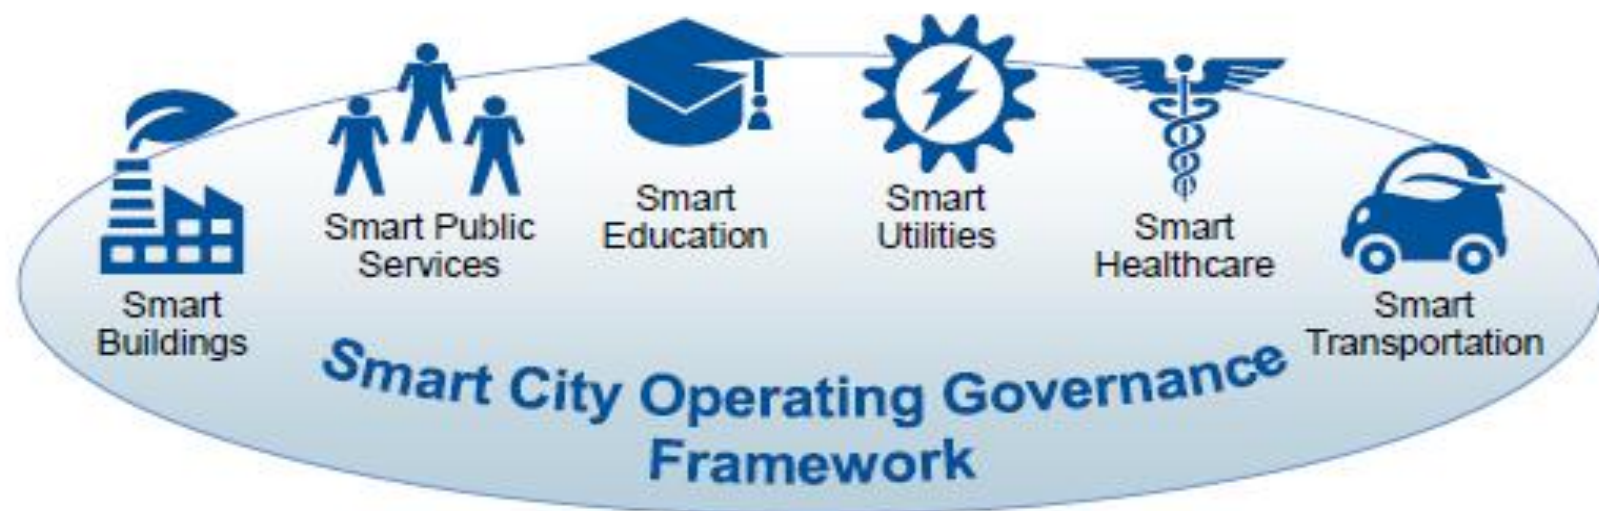 Smart
Buildings
Smart Public
Services
Smart
Education
Smart
Utilities
Smart
Healthcare
Smart
Transportation
Smart City Operating Governance
Framework